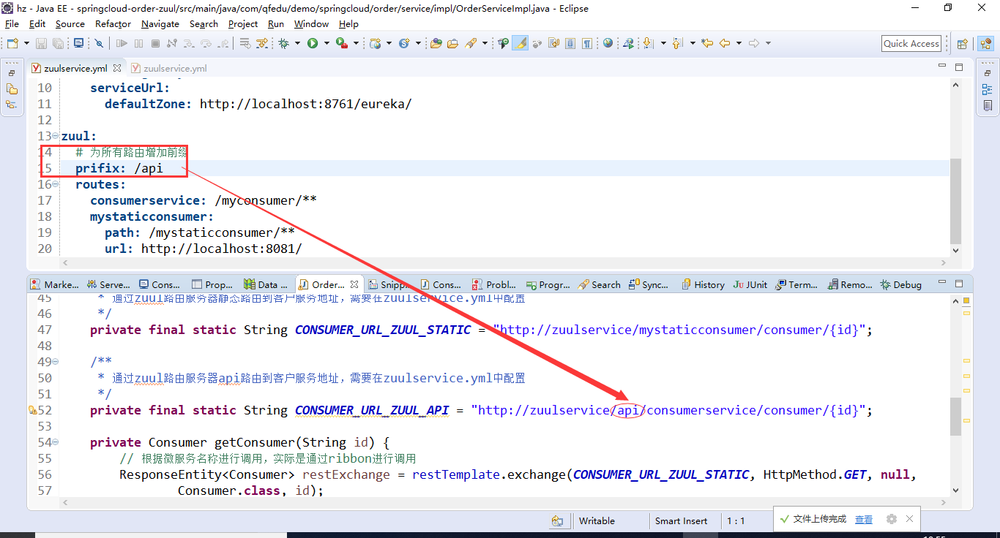 hz - Java EE - springcloud-order-zuul/src/main/java/com/qfedu/demo/springcloud/order/service/impl/OrderServiceImpl.java - Eclipse
File Edit Source Refactor Navigate Search Project Run Window Help
Quick Access
zuulservice.yml zuulservice.yml
10 serviceUrl:
11 defaultZone: http://localhost:8761/eureka/
12
13 zuul:
14 # 为所有路由增加前缀
15 prifix: /api
16 routes:
17 consumerservice: /myconsumer/**
18 mystaticconsumer:
19 path: /mystaticconsumer/**
20 url: http://localhost:8081/
Marke... Serve... Cons... Prop... Data ... Order... Snipp... Cons... Probl... Progr... Search Sync... History JUnit Term... Remo... Debug
45 * 通过zuul路由服务器静态路由到客户服务地址，需要在zuulservice.yml中配置
46 */
47 private final static String CONSUMER_URL_ZUUL_STATIC = "http://zuulservice/mystaticconsumer/consumer/{id}";
48
49 /**
50 * 通过zuul路由服务器api路由到客户服务地址，需要在zuulservice.yml中配置
51 */
52 private final static String CONSUMER_URL_ZUUL_API = "http://zuulservice/api/consumerservice/consumer/{id}";
53
54 private Consumer getConsumer(String id) {
55 // 根据微服务名称进行调用，实际是通过ribbon进行调用
56 ResponseEntity<Consumer> restExchange = restTemplate.exchange(CONSUMER_URL_ZUUL_STATIC, HttpMethod.GET, null,
57 Consumer.class, id);
Writable Smart Insert 1 : 1
文件上传完成 查看